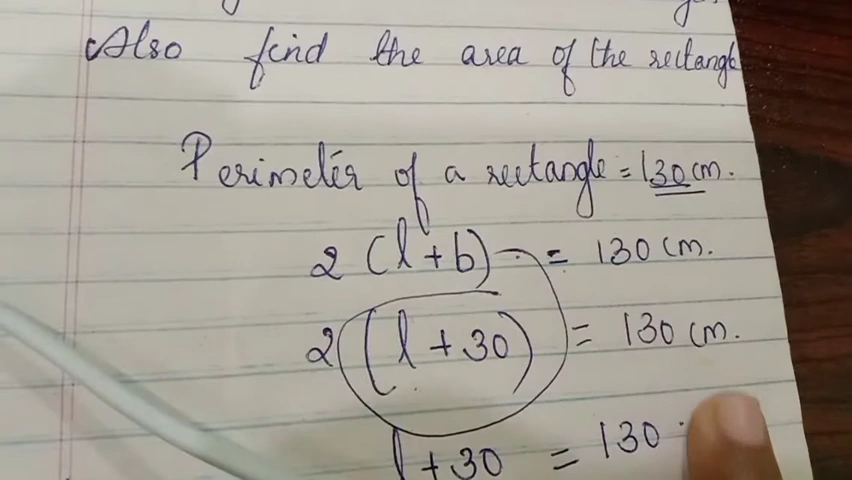 Also find the area of the rectangle
Perimeter of a rectangle = 130 cm.
2 (l + b) = 130 cm.
2 (l + 30) = 130 cm.
l + 30 = 130